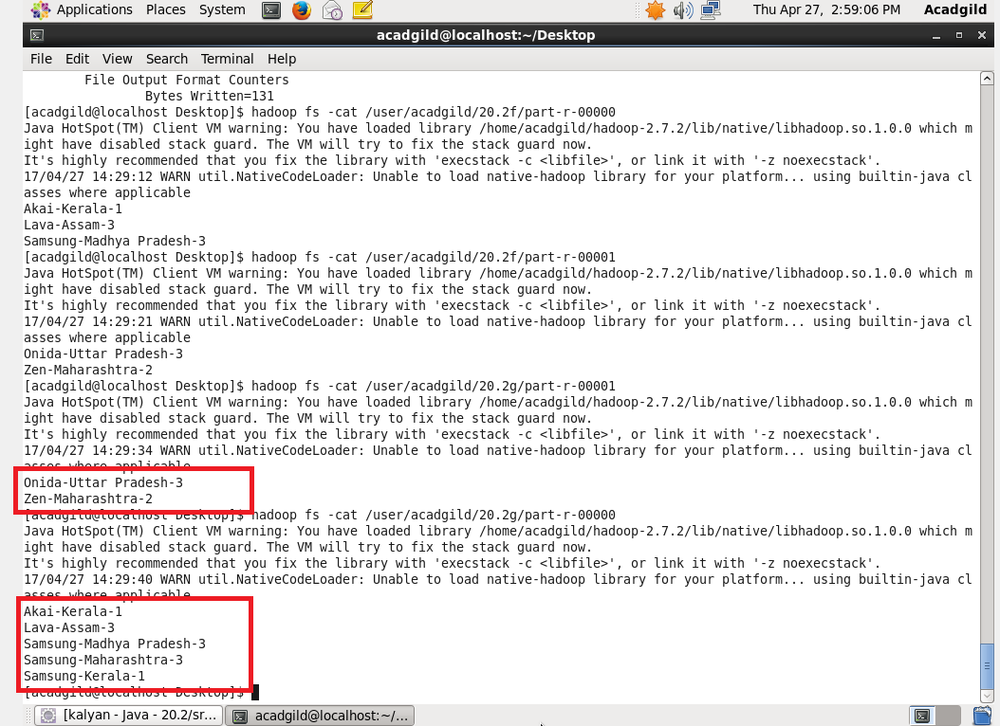 Applications Places System Thu Apr 27, 2:59:06 PM Acadgild
acadgild@localhost:~/Desktop
File Edit View Search Terminal Help
File Output Format Counters
Bytes Written=131
[acadgild@localhost Desktop]$ hadoop fs -cat /user/acadgild/20.2f/part-r-00000
Java HotSpot(TM) Client VM warning: You have loaded library /home/acadgild/hadoop-2.7.2/lib/native/libhadoop.so.1.0.0 which m
ight have disabled stack guard. The VM will try to fix the stack guard now.
It's highly recommended that you fix the library with 'execstack -c <libfile>', or link it with '-z noexecstack'.
17/04/27 14:29:12 WARN util.NativeCodeLoader: Unable to load native-hadoop library for your platform... using builtin-java cl
asses where applicable
Akai-Kerala-1
Lava-Assam-3
Samsung-Madhya Pradesh-3
[acadgild@localhost Desktop]$ hadoop fs -cat /user/acadgild/20.2f/part-r-00001
Java HotSpot(TM) Client VM warning: You have loaded library /home/acadgild/hadoop-2.7.2/lib/native/libhadoop.so.1.0.0 which m
ight have disabled stack guard. The VM will try to fix the stack guard now.
It's highly recommended that you fix the library with 'execstack -c <libfile>', or link it with '-z noexecstack'.
17/04/27 14:29:21 WARN util.NativeCodeLoader: Unable to load native-hadoop library for your platform... using builtin-java cl
asses where applicable
Onida-Uttar Pradesh-3
Zen-Maharashtra-2
[acadgild@localhost Desktop]$ hadoop fs -cat /user/acadgild/20.2g/part-r-00001
Java HotSpot(TM) Client VM warning: You have loaded library /home/acadgild/hadoop-2.7.2/lib/native/libhadoop.so.1.0.0 which m
ight have disabled stack guard. The VM will try to fix the stack guard now.
It's highly recommended that you fix the library with 'execstack -c <libfile>', or link it with '-z noexecstack'.
17/04/27 14:29:34 WARN util.NativeCodeLoader: Unable to load native-hadoop library for your platform... using builtin-java cl
asses where applicable
Onida-Uttar Pradesh-3
Zen-Maharashtra-2
[acadgild@localhost Desktop]$ hadoop fs -cat /user/acadgild/20.2g/part-r-00000
Java HotSpot(TM) Client VM warning: You have loaded library /home/acadgild/hadoop-2.7.2/lib/native/libhadoop.so.1.0.0 which m
ight have disabled stack guard. The VM will try to fix the stack guard now.
It's highly recommended that you fix the library with 'execstack -c <libfile>', or link it with '-z noexecstack'.
17/04/27 14:29:40 WARN util.NativeCodeLoader: Unable to load native-hadoop library for your platform... using builtin-java cl
asses where applicable
Akai-Kerala-1
Lava-Assam-3
Samsung-Madhya Pradesh-3
Samsung-Maharashtra-3
Samsung-Kerala-1
[acadgild@localhost Desktop]$
[kalyan - Java - 20.2/sr... acadgild@localhost:~/...